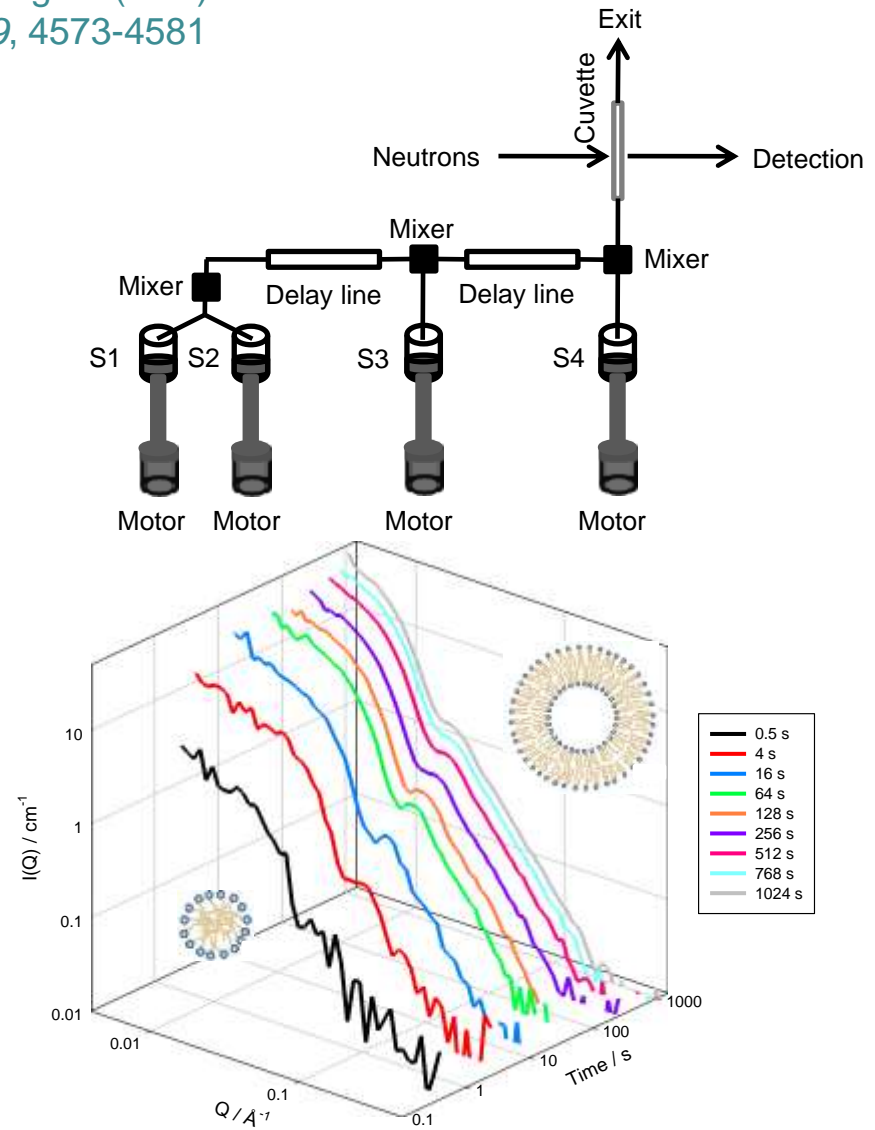 9, 4573-4581
Exit
Cuvette
Neutrons
Detection
Mixer
Mixer
Mixer
Delay line
Delay line
S1
S2
S3
S4
Motor
Motor
Motor
Motor
10
1
0.1
0.01
I(Q) / cm⁻¹
0.01
0.1
Q / Å⁻¹
0.1
1
10
100
1000
Time / s
0.5 s
4 s
16 s
64 s
128 s
256 s
512 s
768 s
1024 s